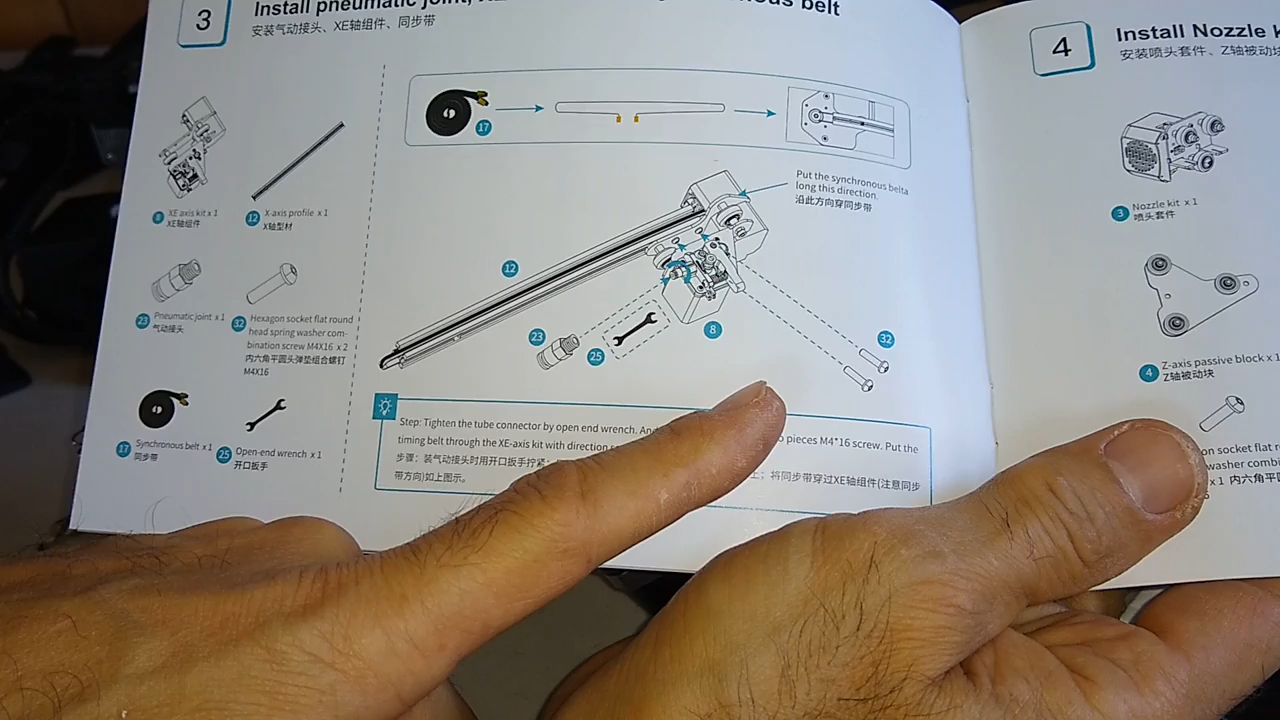 3
Install pneumatic joint,
ous belt
安装气动接头、XE轴组件、同步带
17
Put the synchronous belta
long this direction.
沿此方向穿同步带
12
23
25
8
32
8 XE axis kit x 1
XE轴组件
12 X-axis profile x 1
X轴型材
23 Pneumatic joint x 1
气动接头
32 Hexagon socket flat round
head spring washer com-
bination screw M4X16 x 2
内六角平圆头弹垫组合螺钉
M4X16
17 Synchronous belt x 1
同步带
25 Open-end wrench x 1
开口扳手
Step: Tighten the tube connector by open end wrench. And
pieces M4*16 screw. Put the
timing belt through the XE-axis kit with direction
步骤：装气动接头时用开口扳手拧紧
；将同步带穿过XE轴组件(注意同步
带方向)如上图示。
4
Install Nozzle
安装喷头套件、Z轴被动块
3 Nozzle kit x 1
喷头套件
4 Z-axis passive block x 1
Z轴被动块
on socket flat
washer combi
x 1 内六角平